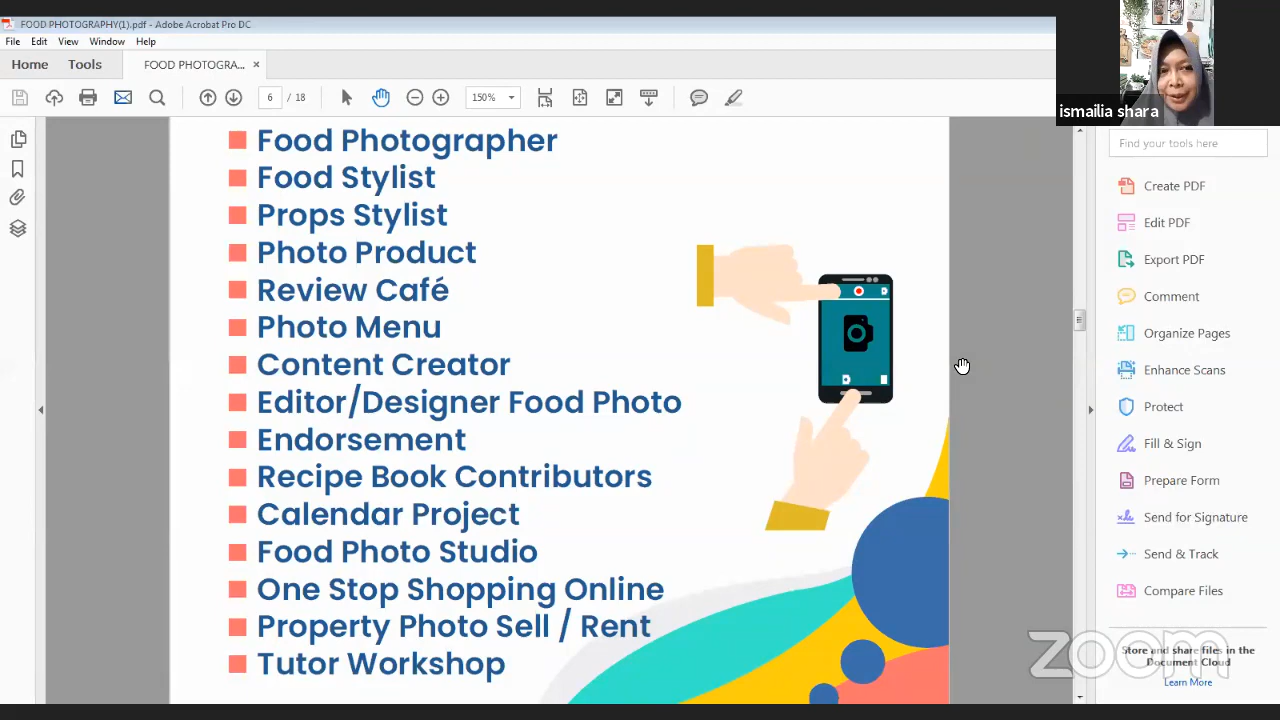 FOOD PHOTOGRAPHY(1).pdf - Adobe Acrobat Pro DC
File Edit View Window Help
Home Tools FOOD PHOTOGRA... ×
6 / 18 150%
ismailia shara
Find your tools here
Food Photographer
Food Stylist
Props Stylist
Photo Product
Review Café
Photo Menu
Content Creator
Editor/Designer Food Photo
Endorsement
Recipe Book Contributors
Calendar Project
Food Photo Studio
One Stop Shopping Online
Property Photo Sell / Rent
Tutor Workshop
Create PDF
Edit PDF
Export PDF
Comment
Organize Pages
Enhance Scans
Protect
Fill & Sign
Prepare Form
Send for Signature
Send & Track
Compare Files
Store and share files in the
Document Cloud
Learn More
zoom